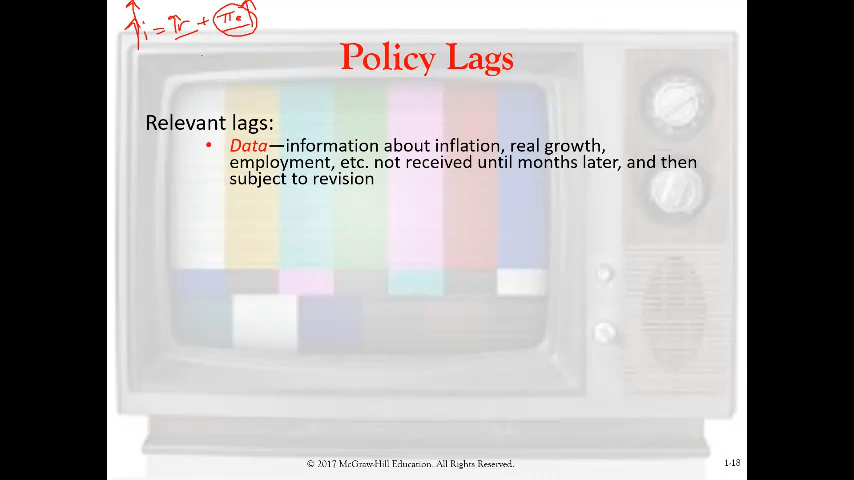 i = r + πe
Policy Lags
Relevant lags:
• Data—information about inflation, real growth,
employment, etc. not received until months later, and then
subject to revision
© 2017 McGraw-Hill Education. All Rights Reserved.
1-18